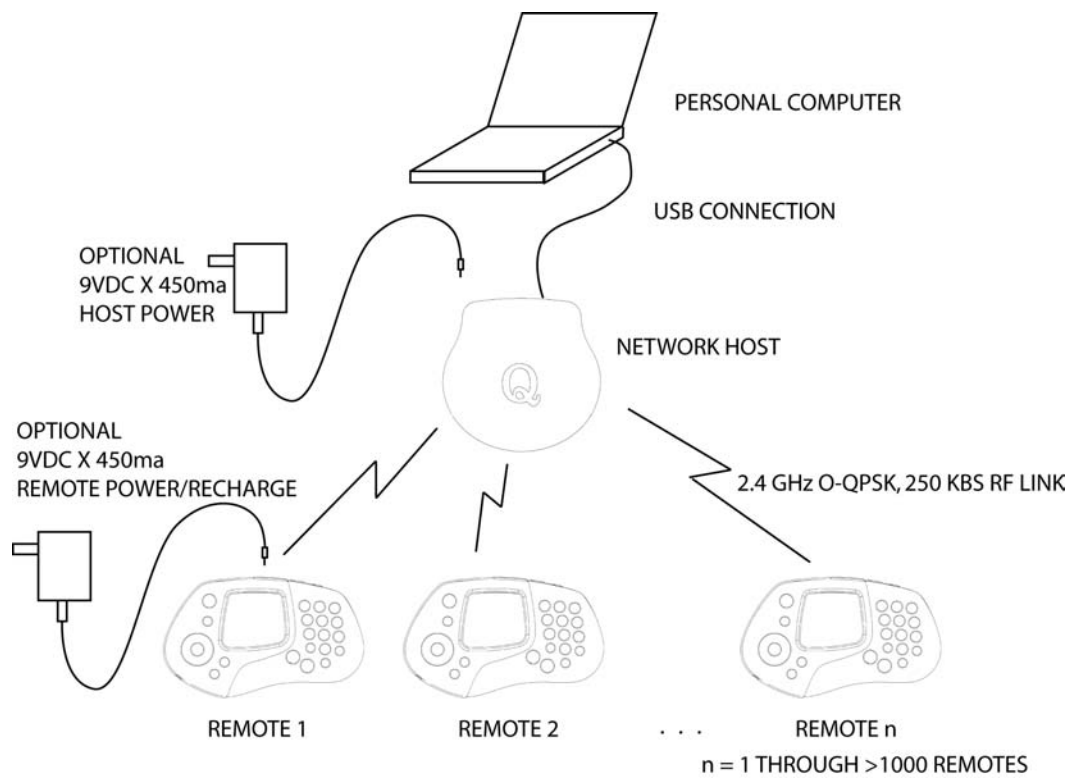 PERSONAL COMPUTER
USB CONNECTION
OPTIONAL
9VDC X 450ma
HOST POWER
NETWORK HOST
Q
OPTIONAL
9VDC X 450ma
REMOTE POWER/RECHARGE
2.4 GHz O-QPSK, 250 KBS RF LINK
REMOTE 1
REMOTE 2
. . .
REMOTE n
n = 1 THROUGH >1000 REMOTES